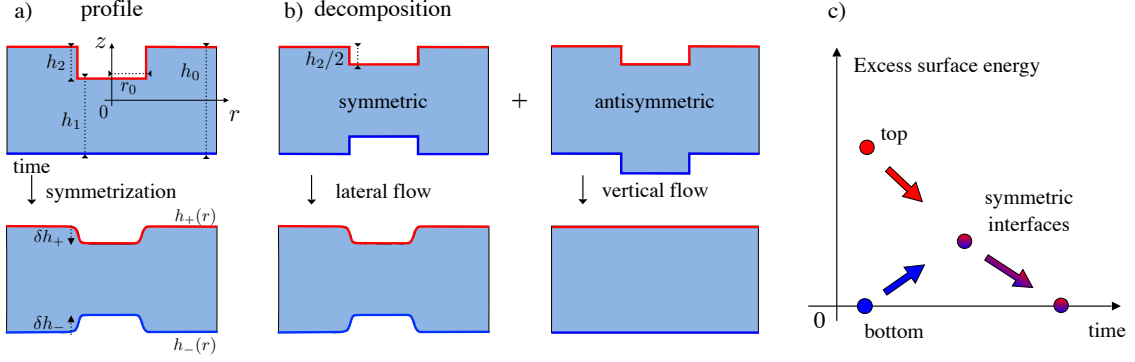 a)
profile
z
h₂
r₀
h₀
0
r
h₁
time
symmetrization
h₊(r)
δh₊
δh₋
h₋(r)
b)
decomposition
h₂/2
symmetric
+
antisymmetric
lateral flow
vertical flow
c)
Excess surface energy
top
symmetric
interfaces
0
bottom
time